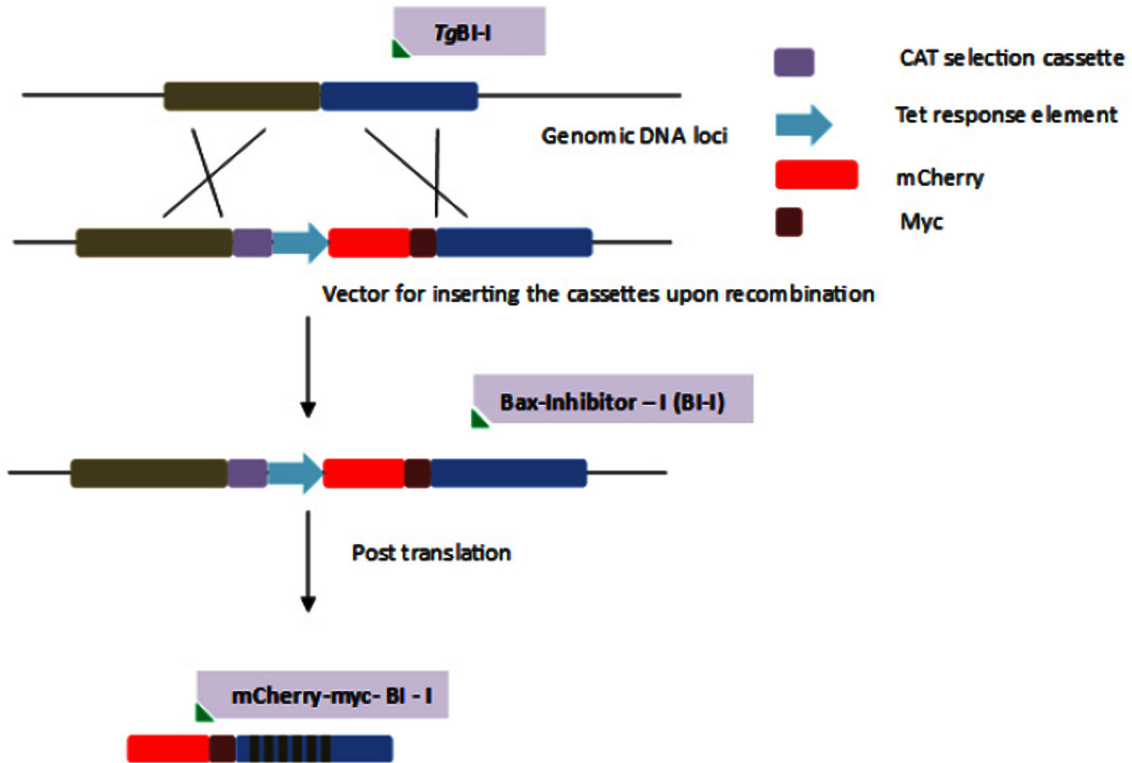 TgBI-I
CAT selection cassette
Tet response element
Genomic DNA loci
mCherry
Myc
Vector for inserting the cassettes upon recombination
Bax-Inhibitor – I (BI-I)
Post translation
mCherry-myc- BI - I